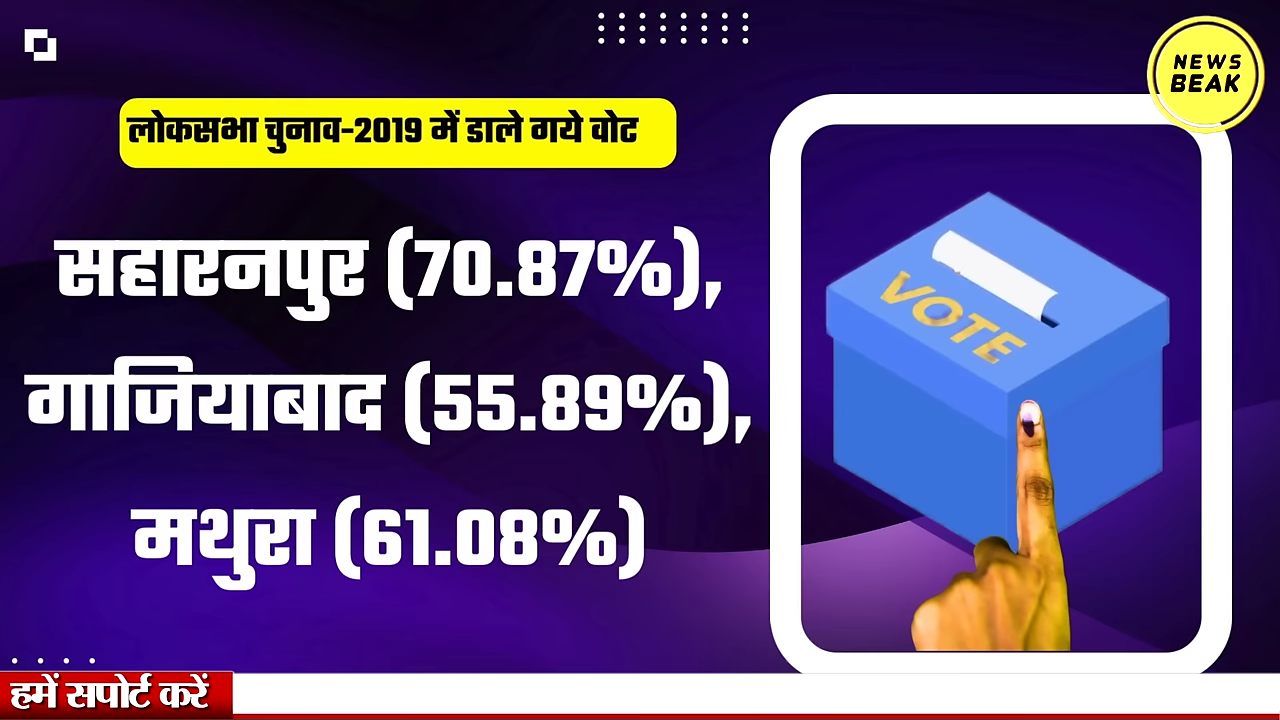 NEWS
BEAK
लोकसभा चुनाव-2019 में डाले गये वोट
सहारनपुर (70.87%),
गाजियाबाद (55.89%),
मथुरा (61.08%)
VOTE
हमें सपोर्ट करें